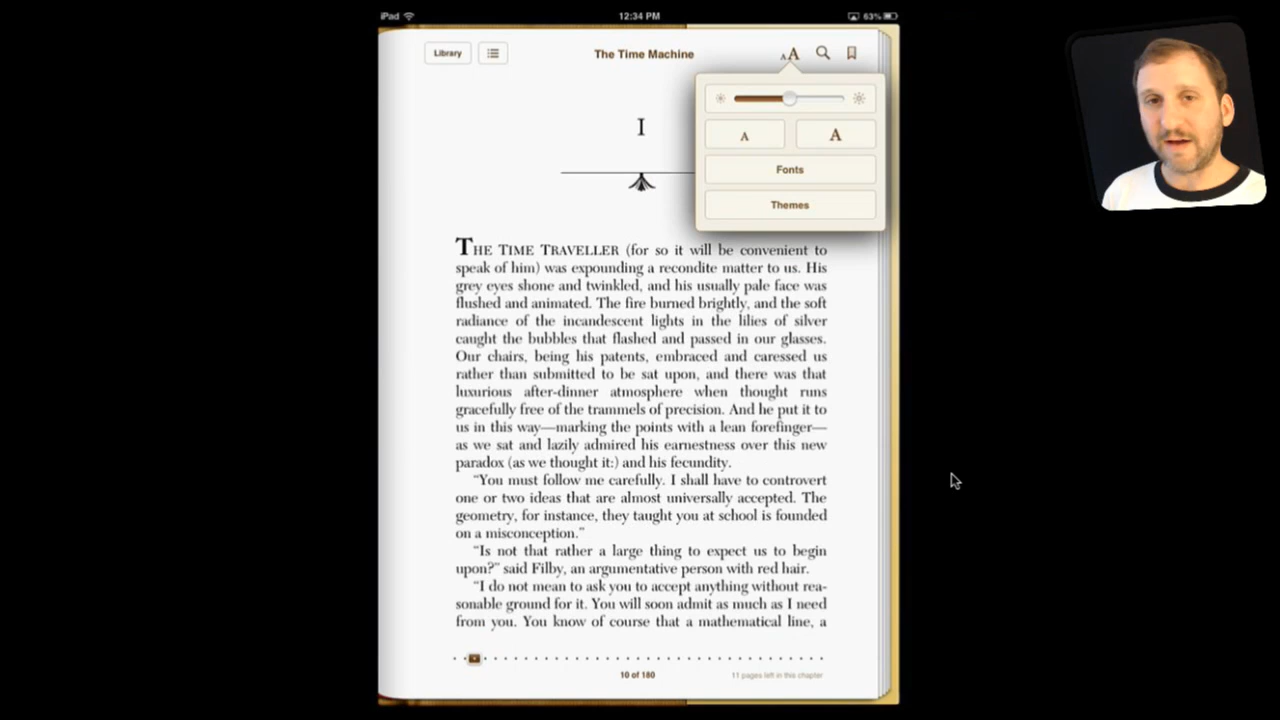 iPad 12:34 PM 63%
Library The Time Machine AA
A A
Fonts
Themes
I
THE TIME TRAVELLER (for so it will be convenient to
speak of him) was expounding a recondite matter to us. His
grey eyes shone and twinkled, and his usually pale face was
flushed and animated. The fire burned brightly, and the soft
radiance of the incandescent lights in the lilies of silver
caught the bubbles that flashed and passed in our glasses.
Our chairs, being his patents, embraced and caressed us
rather than submitted to be sat upon, and there was that
luxurious after-dinner atmosphere when thought runs
gracefully free of the trammels of precision. And he put it to
us in this way—marking the points with a lean forefinger—
as we sat and lazily admired his earnestness over this new
paradox (as we thought it:) and his fecundity.
“You must follow me carefully. I shall have to controvert
one or two ideas that are almost universally accepted. The
geometry, for instance, they taught you at school is founded
on a misconception.”
“Is not that rather a large thing to expect us to begin
upon?” said Filby, an argumentative person with red hair.
“I do not mean to ask you to accept anything without rea-
sonable ground for it. You will soon admit as much as I need
from you. You know of course that a mathematical line, a
10 of 180 11 pages left in this chapter